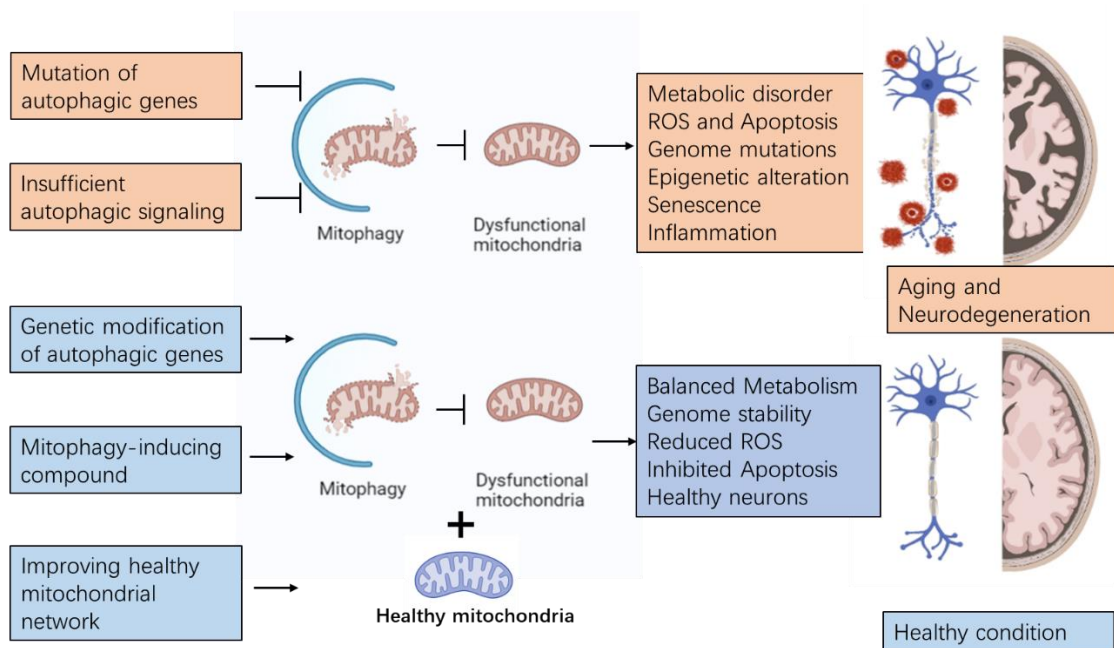 Mutation of
autophagic genes
Insufficient
autophagic signaling
Mitophagy
Dysfunctional
mitochondria
Metabolic disorder
ROS and Apoptosis
Genome mutations
Epigenetic alteration
Senescence
Inflammation
Aging and
Neurodegeneration
Genetic modification
of autophagic genes
Mitophagy-inducing
compound
Improving healthy
mitochondrial
network
Mitophagy
Dysfunctional
mitochondria
+
Healthy mitochondria
Balanced Metabolism
Genome stability
Reduced ROS
Inhibited Apoptosis
Healthy neurons
Healthy condition